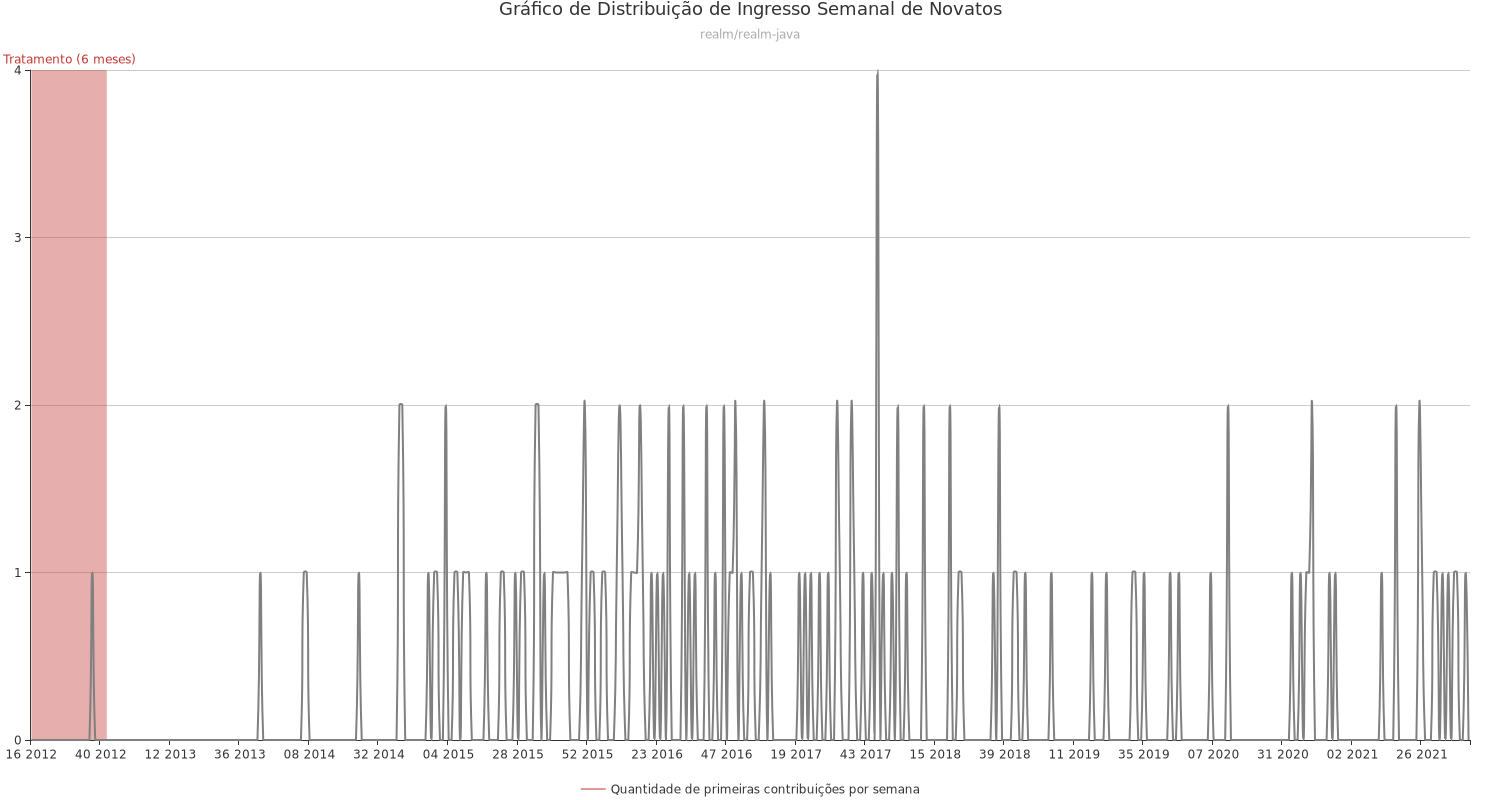 Gráfico de Distribuição de Ingresso Semanal de Novatos
realm/realm-java
Tratamento (6 meses)
4
3
2
1
0
16 2012 40 2012 12 2013 36 2013 08 2014 32 2014 04 2015 28 2015 52 2015 23 2016 47 2016 19 2017 43 2017 15 2018 39 2018 11 2019 35 2019 07 2020 31 2020 02 2021 26 2021
Quantidade de primeiras contribuições por semana